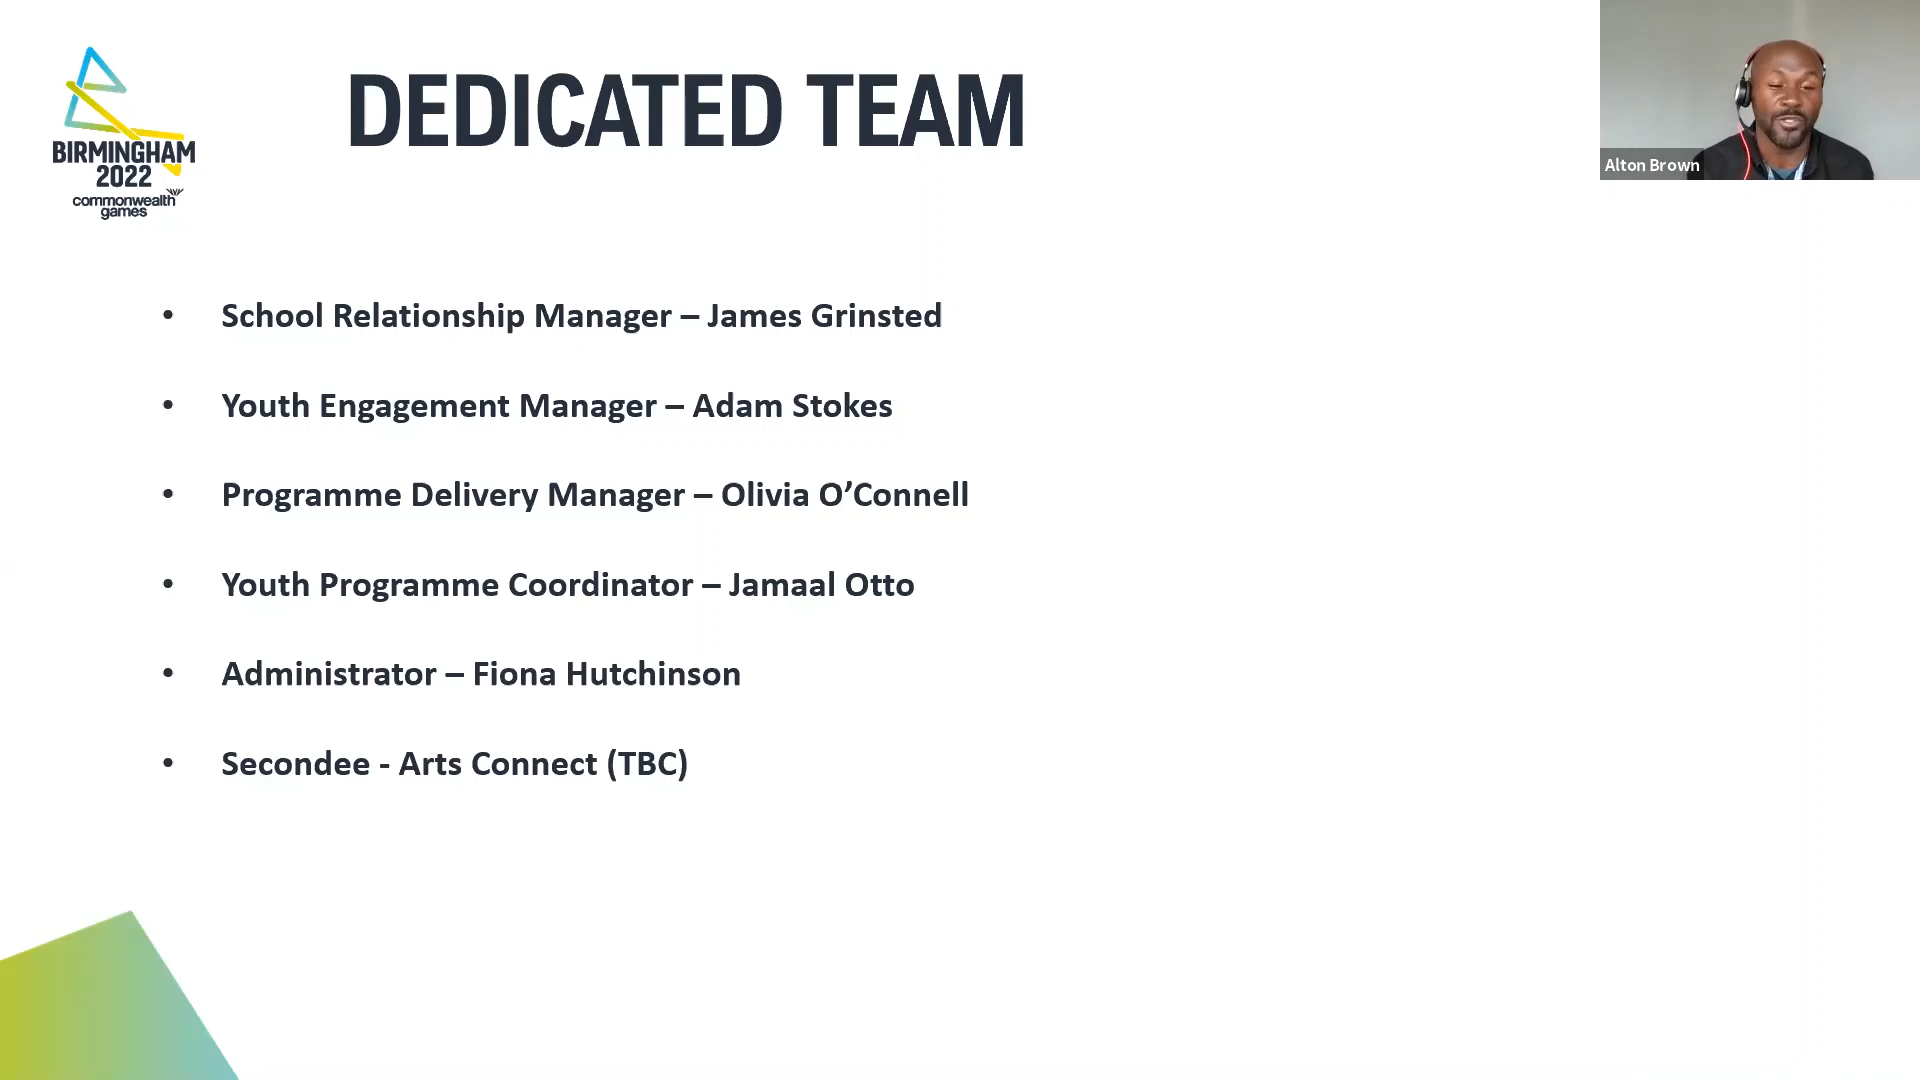 BIRMINGHAM
2022
commonwealth
games
DEDICATED TEAM
Alton Brown
• School Relationship Manager – James Grinsted
• Youth Engagement Manager – Adam Stokes
• Programme Delivery Manager – Olivia O’Connell
• Youth Programme Coordinator – Jamaal Otto
• Administrator – Fiona Hutchinson
• Secondee - Arts Connect (TBC)